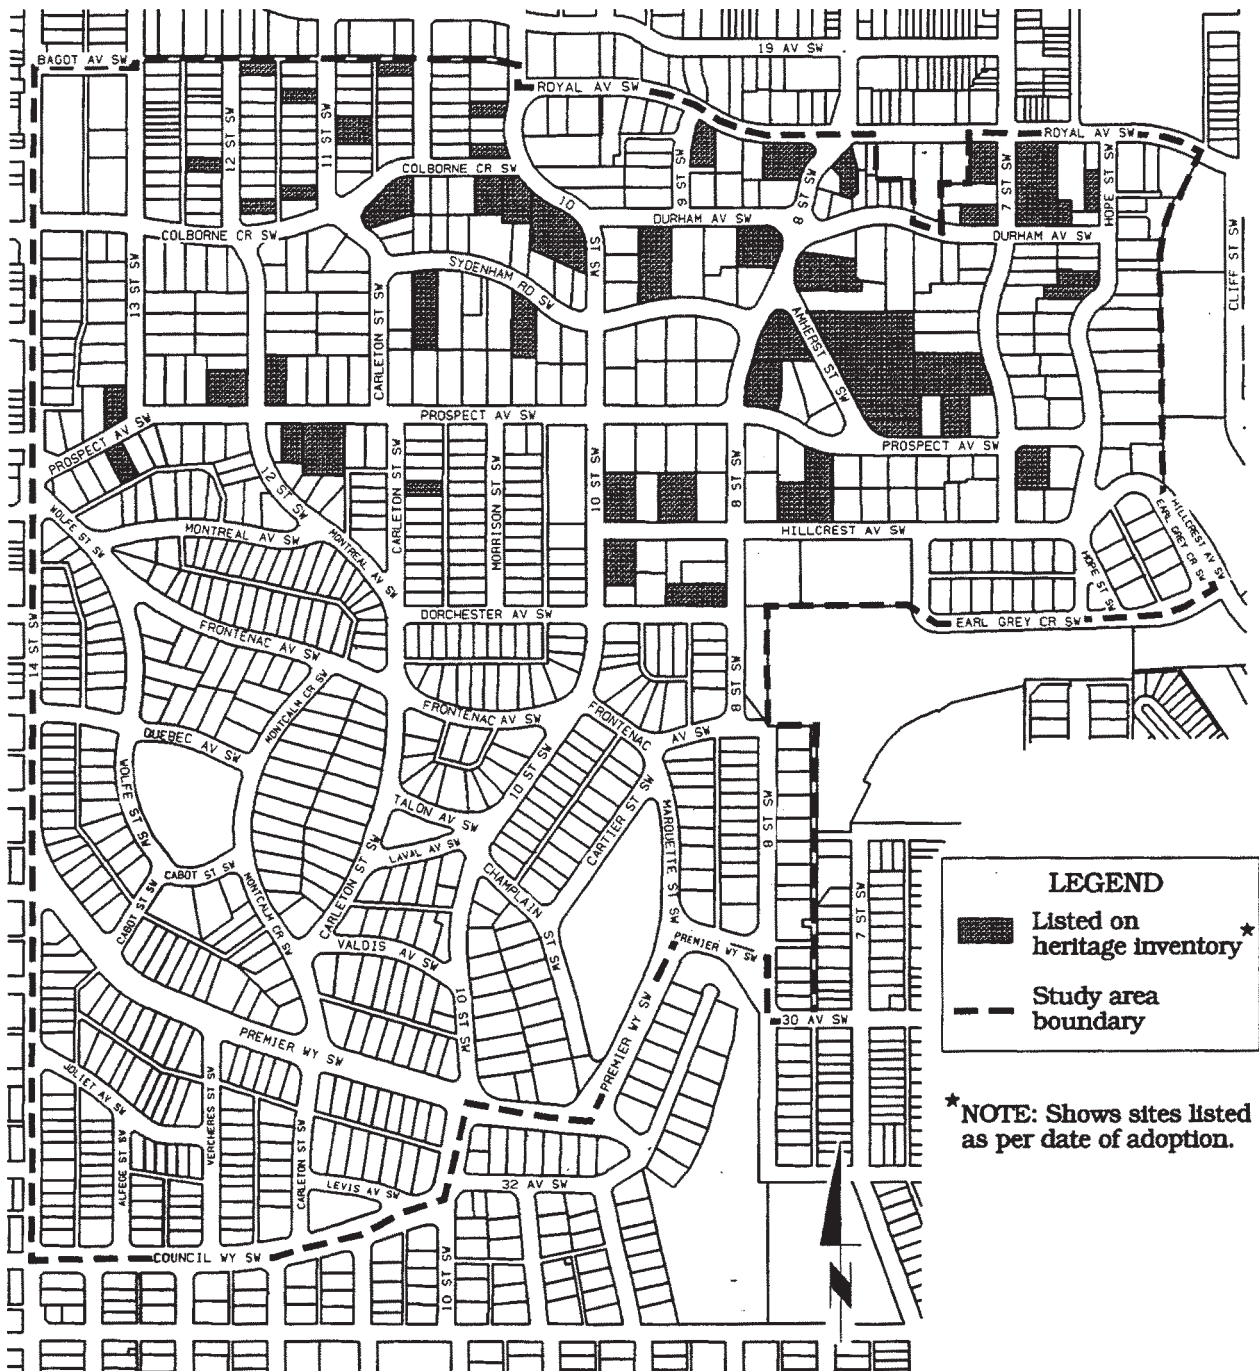 19 AV SW
BAGOT AV SW
ROYAL AV SW
ROYAL AV SW
12 ST SW
11 ST SW
COLBORNE CR SW
9 ST SW
8 ST SW
7 ST SW
HOPE ST SW
10 ST SW
DURHAM AV SW
DURHAM AV SW
COLBORNE CR SW
13 ST SW
SYDENHAM RD SW
CARLETON ST SW
AMHERST ST SW
CLIFF ST SW
PROSPECT AV SW
PROSPECT AV SW
PROSPECT AV SW
12 ST SW
CARLETON ST SW
MORRISON ST SW
10 ST SW
8 ST SW
WOLFE ST SW
MONTREAL AV SW
MONTREAL AV SW
HILLCREST AV SW
HILLCREST AV SW
EARL GREY CR SW
HOPE ST SW
14 ST SW
DORCHESTER AV SW
EARL GREY CR SW
FRONTENAC AV SW
MONTCALM CR SW
8 ST SW
FRONTENAC AV SW
FRONTENAC AV SW
QUEBEC AV SW
WOLFE ST SW
10 ST SW
TALON AV SW
CARTIER ST SW
MARQUETTE ST SW
8 ST SW
LAVAL AV SW
CABOT ST SW
CABOT ST SW
MONTCALM CR SW
CARLETON ST SW
CHAMPLAIN ST SW
7 ST SW
VALOIS AV SW
PREMIER WY SW
10 ST SW
30 AV SW
PREMIER WY SW
PREMIER WY SW
JOLIET AV SW
VERCHERES ST SW
ALFEGE ST SW
CARLETON ST SW
LEVIS AV SW
32 AV SW
COUNCIL WY SW
10 ST SW
LEGEND
Listed on
heritage inventory★
Study area
boundary
★NOTE: Shows sites listed
as per date of adoption.